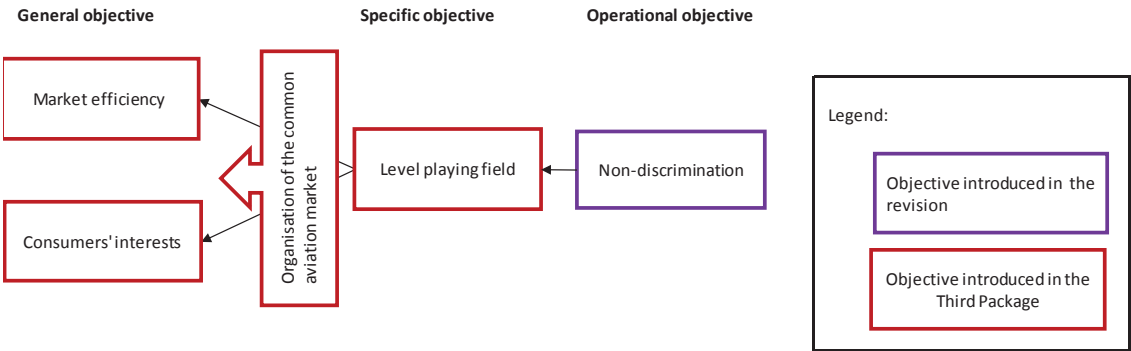 General objective
Specific objective
Operational objective
Market efficiency
Consumers' interests
Organisation of the common
aviation market
Level playing field
Non-discrimination
Legend:
Objective introduced in the
revision
Objective introduced in the
Third Package